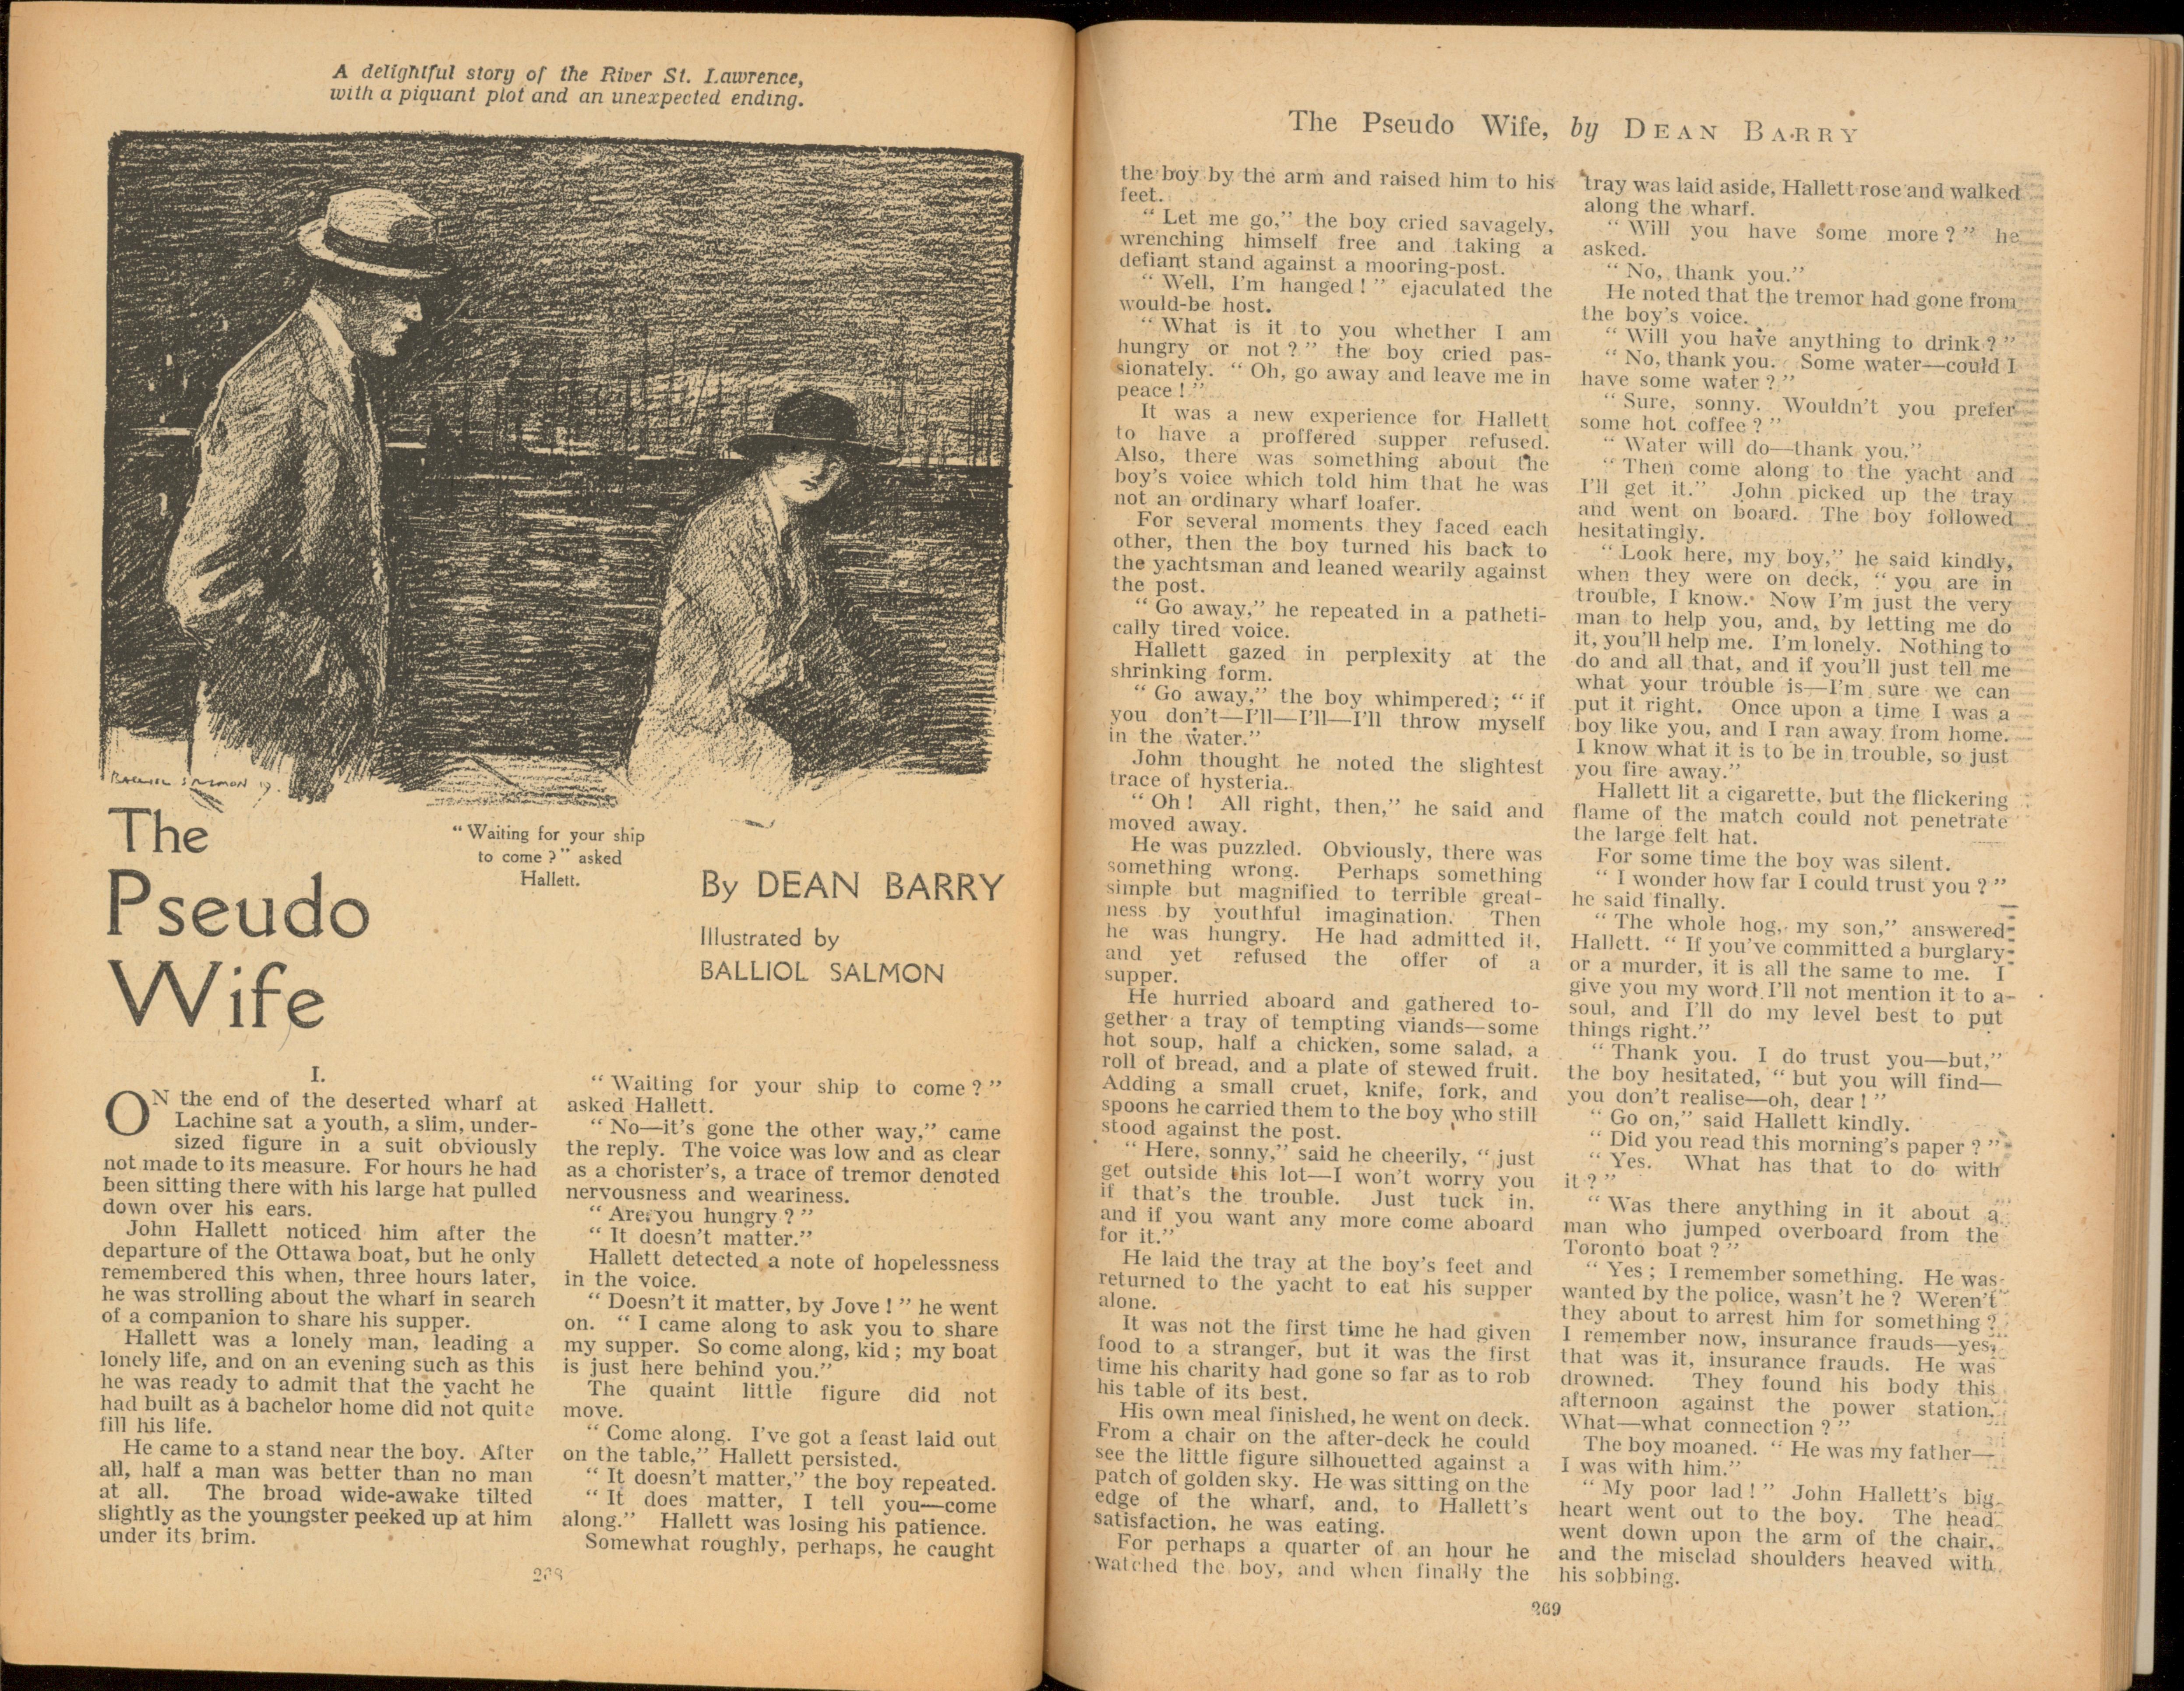 A delightful story of the River St. Lawrence,
with a piquant plot and an unexpected ending.
BALLIOL SALMON 19.
The
Pseudo
Wife
“Waiting for your ship
to come?” asked
Hallett.
By DEAN BARRY
Illustrated by
BALLIOL SALMON
I.
ON the end of the deserted wharf at
Lachine sat a youth, a slim, under-
sized figure in a suit obviously
not made to its measure. For hours he had
been sitting there with his large hat pulled
down over his ears.
John Hallett noticed him after the
departure of the Ottawa boat, but he only
remembered this when, three hours later,
he was strolling about the wharf in search
of a companion to share his supper.
Hallett was a lonely man, leading a
lonely life, and on an evening such as this
he was ready to admit that the yacht he
had built as a bachelor home did not quite
fill his life.
He came to a stand near the boy. After
all, half a man was better than no man
at all. The broad wide-awake tilted
slightly as the youngster peeked up at him
under its brim.
“Waiting for your ship to come?”
asked Hallett.
“No—it's gone the other way,” came
the reply. The voice was low and as clear
as a chorister's, a trace of tremor denoted
nervousness and weariness.
“Are you hungry?”
“It doesn't matter.”
Hallett detected a note of hopelessness
in the voice.
“Doesn't it matter, by Jove!” he went
on. “I came along to ask you to share
my supper. So come along, kid; my boat
is just here behind you.”
The quaint little figure did not
move.
“Come along. I've got a feast laid out
on the table,” Hallett persisted.
“It doesn't matter,” the boy repeated.
“It does matter, I tell you—come
along.” Hallett was losing his patience.
Somewhat roughly, perhaps, he caught
268
The Pseudo Wife, by DEAN BARRY
the boy by the arm and raised him to his
feet.
“Let me go,” the boy cried savagely,
wrenching himself free and taking a
defiant stand against a mooring-post.
“Well, I'm hanged!” ejaculated the
would-be host.
“What is it to you whether I am
hungry or not?” the boy cried pas-
sionately. “Oh, go away and leave me in
peace!”
It was a new experience for Hallett
to have a proffered supper refused.
Also, there was something about the
boy's voice which told him that he was
not an ordinary wharf loafer.
For several moments they faced each
other, then the boy turned his back to
the yachtsman and leaned wearily against
the post.
“Go away,” he repeated in a patheti-
cally tired voice.
Hallett gazed in perplexity at the
shrinking form.
“Go away,” the boy whimpered; “if
you don't—I'll—I'll—I'll throw myself
in the water.”
John thought he noted the slightest
trace of hysteria.
“Oh! All right, then,” he said and
moved away.
He was puzzled. Obviously, there was
something wrong. Perhaps something
simple but magnified to terrible great-
ness by youthful imagination. Then
he was hungry. He had admitted it,
and yet refused the offer of a
supper.
He hurried aboard and gathered to-
gether a tray of tempting viands—some
hot soup, half a chicken, some salad, a
roll of bread, and a plate of stewed fruit.
Adding a small cruet, knife, fork, and
spoons he carried them to the boy who still
stood against the post.
“Here, sonny,” said he cheerily, “just
get outside this lot—I won't worry you
if that's the trouble. Just tuck in,
and if you want any more come aboard
for it.”
He laid the tray at the boy's feet and
returned to the yacht to eat his supper
alone.
It was not the first time he had given
food to a stranger, but it was the first
time his charity had gone so far as to rob
his table of its best.
His own meal finished, he went on deck.
From a chair on the after-deck he could
see the little figure silhouetted against a
patch of golden sky. He was sitting on the
edge of the wharf, and, to Hallett's
satisfaction, he was eating.
For perhaps a quarter of an hour he
watched the boy, and when finally the
tray was laid aside, Hallett rose and walked
along the wharf.
“Will you have some more?” he
asked.
“No, thank you.”
He noted that the tremor had gone from
the boy's voice.
“Will you have anything to drink?”
“No, thank you. Some water—could I
have some water?”
“Sure, sonny. Wouldn't you prefer
some hot coffee?”
“Water will do—thank you.”
“Then come along to the yacht and
I'll get it.” John picked up the tray
and went on board. The boy followed
hesitatingly.
“Look here, my boy,” he said kindly,
when they were on deck, “you are in
trouble, I know. Now I'm just the very
man to help you, and, by letting me do
it, you'll help me. I'm lonely. Nothing to
do and all that, and if you'll just tell me
what your trouble is—I'm sure we can
put it right. Once upon a time I was a
boy like you, and I ran away from home.
I know what it is to be in trouble, so just
you fire away.”
Hallett lit a cigarette, but the flickering
flame of the match could not penetrate
the large felt hat.
For some time the boy was silent.
“I wonder how far I could trust you?”
he said finally.
“The whole hog, my son,” answered
Hallett. “If you've committed a burglary
or a murder, it is all the same to me. I
give you my word I'll not mention it to a
soul, and I'll do my level best to put
things right.”
“Thank you. I do trust you—but,”
the boy hesitated, “but you will find—
you don't realise—oh, dear!”
“Go on,” said Hallett kindly.
“Did you read this morning's paper?”
“Yes. What has that to do with
it?”
“Was there anything in it about a
man who jumped overboard from the
Toronto boat?”
“Yes; I remember something. He was
wanted by the police, wasn't he? Weren't
they about to arrest him for something?
I remember now, insurance frauds—yes,
that was it, insurance frauds. He was
drowned. They found his body this
afternoon against the power station.
What—what connection?”
The boy moaned. “He was my father—
I was with him.”
“My poor lad!” John Hallett's big
heart went out to the boy. The head
went down upon the arm of the chair,
and the misclad shoulders heaved with
his sobbing.
269